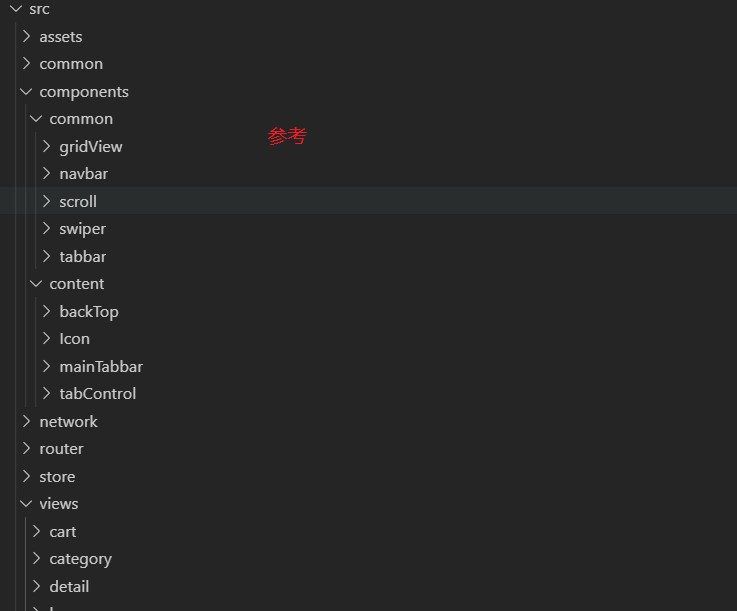 src
assets
common
components
common
参考
gridView
navbar
scroll
swiper
tabbar
content
backTop
Icon
mainTabbar
tabControl
network
router
store
views
cart
category
detail